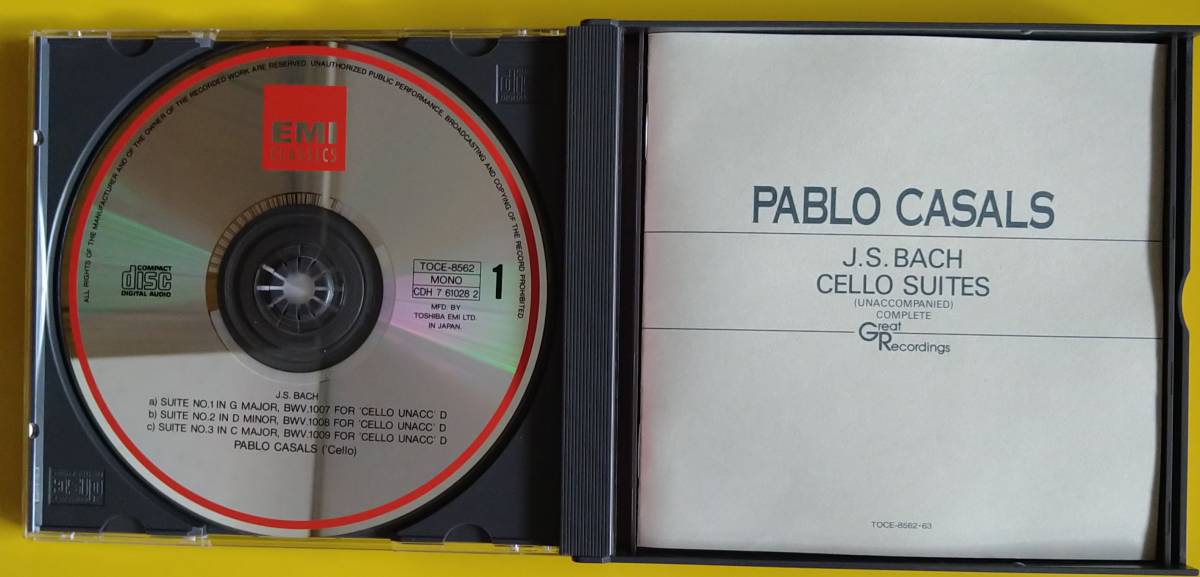 ALL RIGHTS OF THE MANUFACTURER AND OF THE OWNER OF THE RECORDED WORK ARE RESERVED. UNAUTHORIZED PUBLIC PERFORMANCE, BROADCASTING AND COPYING OF THE RECORD PROHIBITED
EMI
CLASSICS
COMPACT
disc
DIGITAL AUDIO
TOCE-8562
MONO
CDH 7 61028 2
1
MFD. BY
TOSHIBA EMI LTD.
IN JAPAN.
J.S. BACH
a) SUITE NO.1 IN G MAJOR, BWV.1007 FOR 'CELLO UNACC' D
b) SUITE NO.2 IN D MINOR, BWV.1008 FOR 'CELLO UNACC' D
c) SUITE NO.3 IN C MAJOR, BWV.1009 FOR 'CELLO UNACC' D
PABLO CASALS ('Cello)
PABLO CASALS
J.S. BACH
CELLO SUITES
(UNACCOMPANIED)
COMPLETE
Great
Recordings
TOCE-8562-63